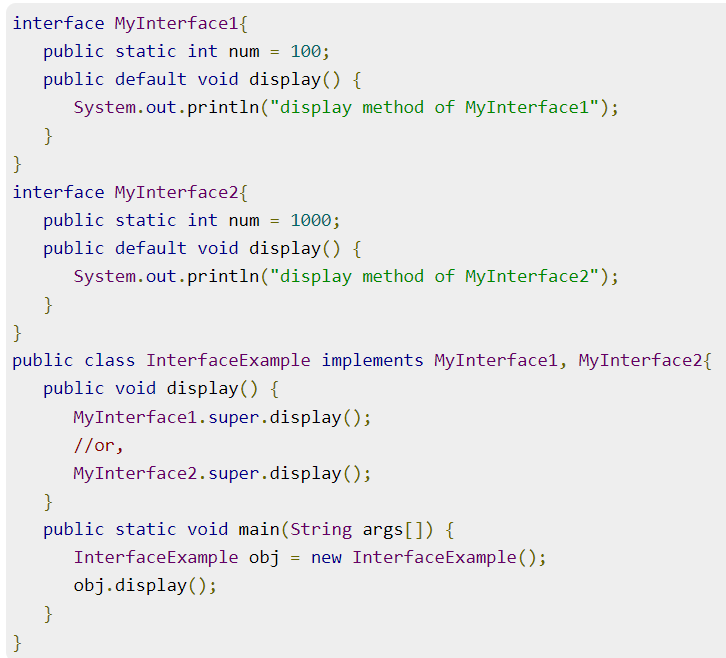 interface MyInterface1{
   public static int num = 100;
   public default void display() {
      System.out.println("display method of MyInterface1");
   }
}
interface MyInterface2{
   public static int num = 1000;
   public default void display() {
      System.out.println("display method of MyInterface2");
   }
}
public class InterfaceExample implements MyInterface1, MyInterface2{
   public void display() {
      MyInterface1.super.display();
      //or,
      MyInterface2.super.display();
   }
   public static void main(String args[]) {
      InterfaceExample obj = new InterfaceExample();
      obj.display();
   }
}